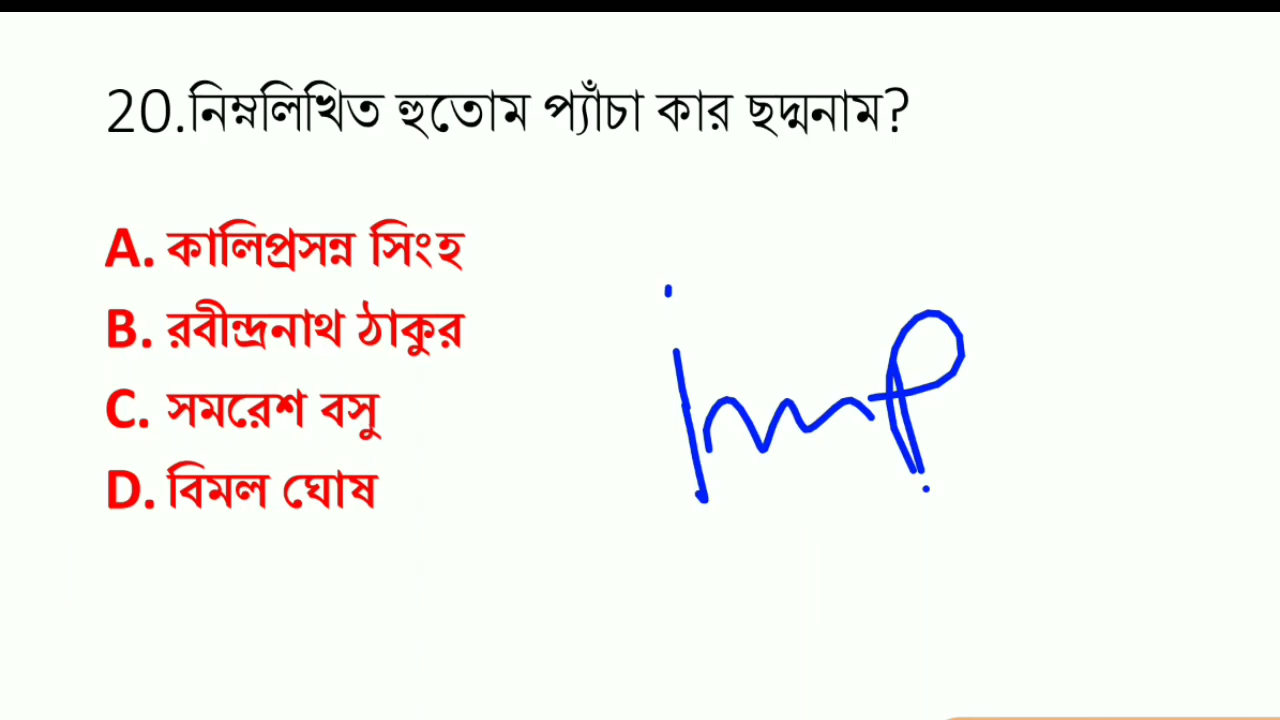 20.নিম্নলিখিত হুতোম প্যাঁচা কার ছদ্মনাম?
A. কালিপ্রসন্ন সিংহ
B. রবীন্দ্রনাথ ঠাকুর
C. সমরেশ বসু
D. বিমল ঘোষ
imp.